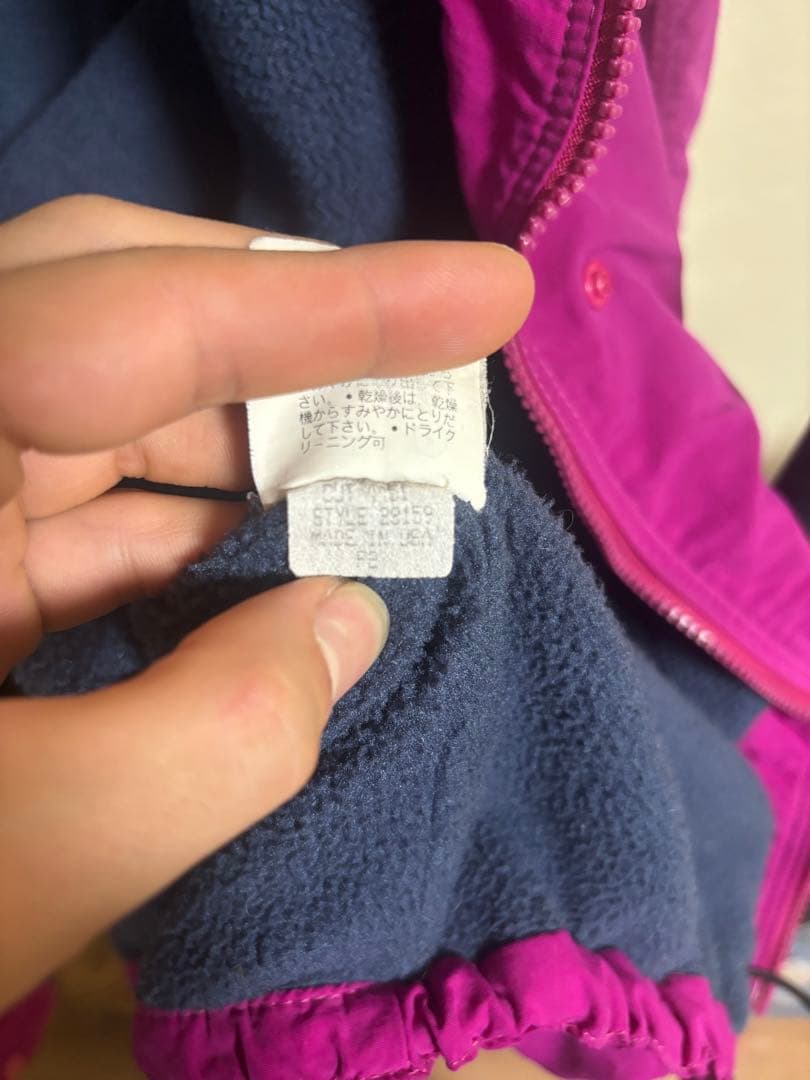 さい。・乾燥後は、乾燥
機からすみやかにとりだ
して下さい。・ドライク
リーニング可
STYLE 28159
MADE IN USA